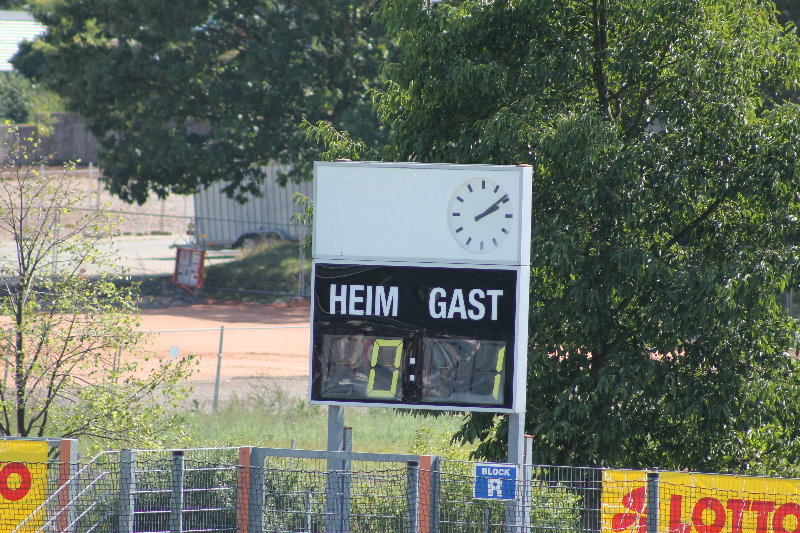 HEIM GAST
0:1
BLOCK
R
LOTTO